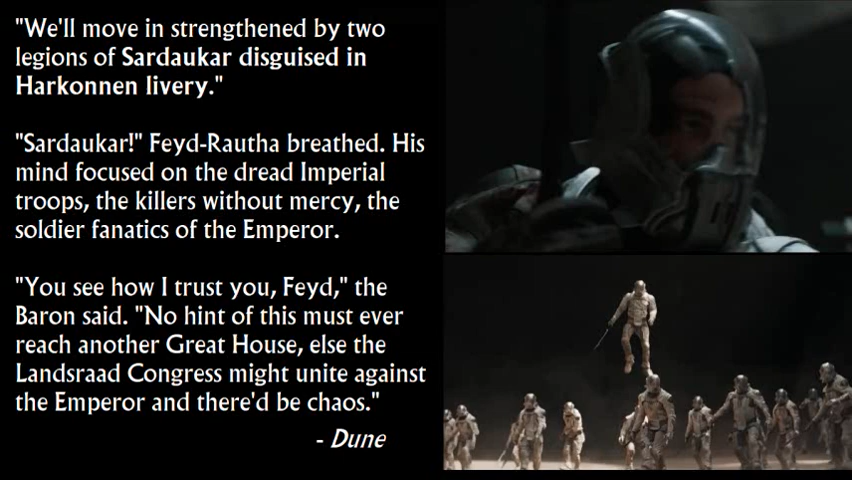 "We'll move in strengthened by two
legions of Sardaukar disguised in
Harkonnen livery."
"Sardaukar!" Feyd-Rautha breathed. His
mind focused on the dread Imperial
troops, the killers without mercy, the
soldier fanatics of the Emperor.
"You see how I trust you, Feyd," the
Baron said. "No hint of this must ever
reach another Great House, else the
Landsraad Congress might unite against
the Emperor and there'd be chaos."
- Dune